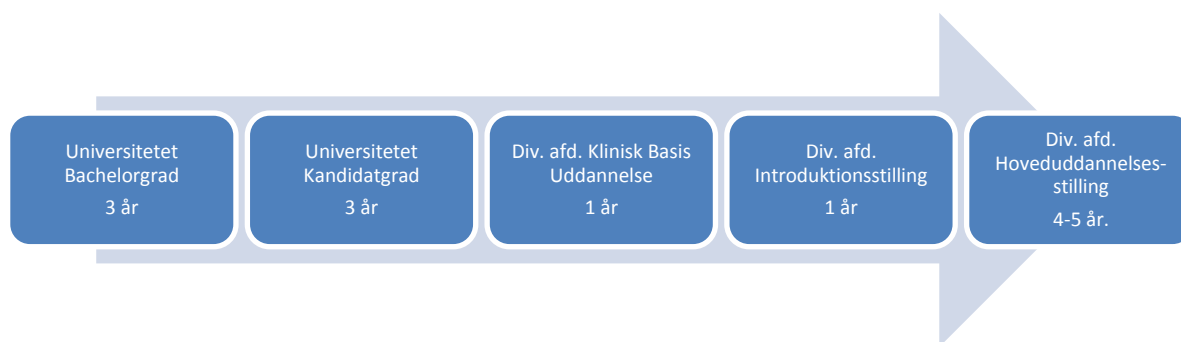 Universitetet
Bachelorgrad
3 år
Universitetet
Kandidatgrad
3 år
Div. afd. Klinisk Basis
Uddannelse
1 år
Div. afd.
Introduktionsstilling
1 år
Div. afd.
Hoveduddannelses-
stilling
4-5 år.